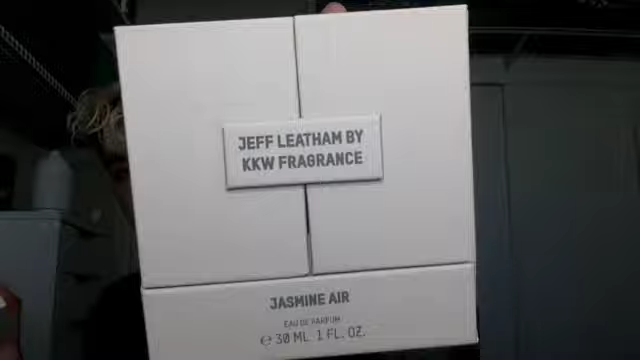 JEFF LEATHAM BY
KKW FRAGRANCE
JASMINE AIR
EAU DE PARFUM
℮ 30 ML 1 FL. OZ.